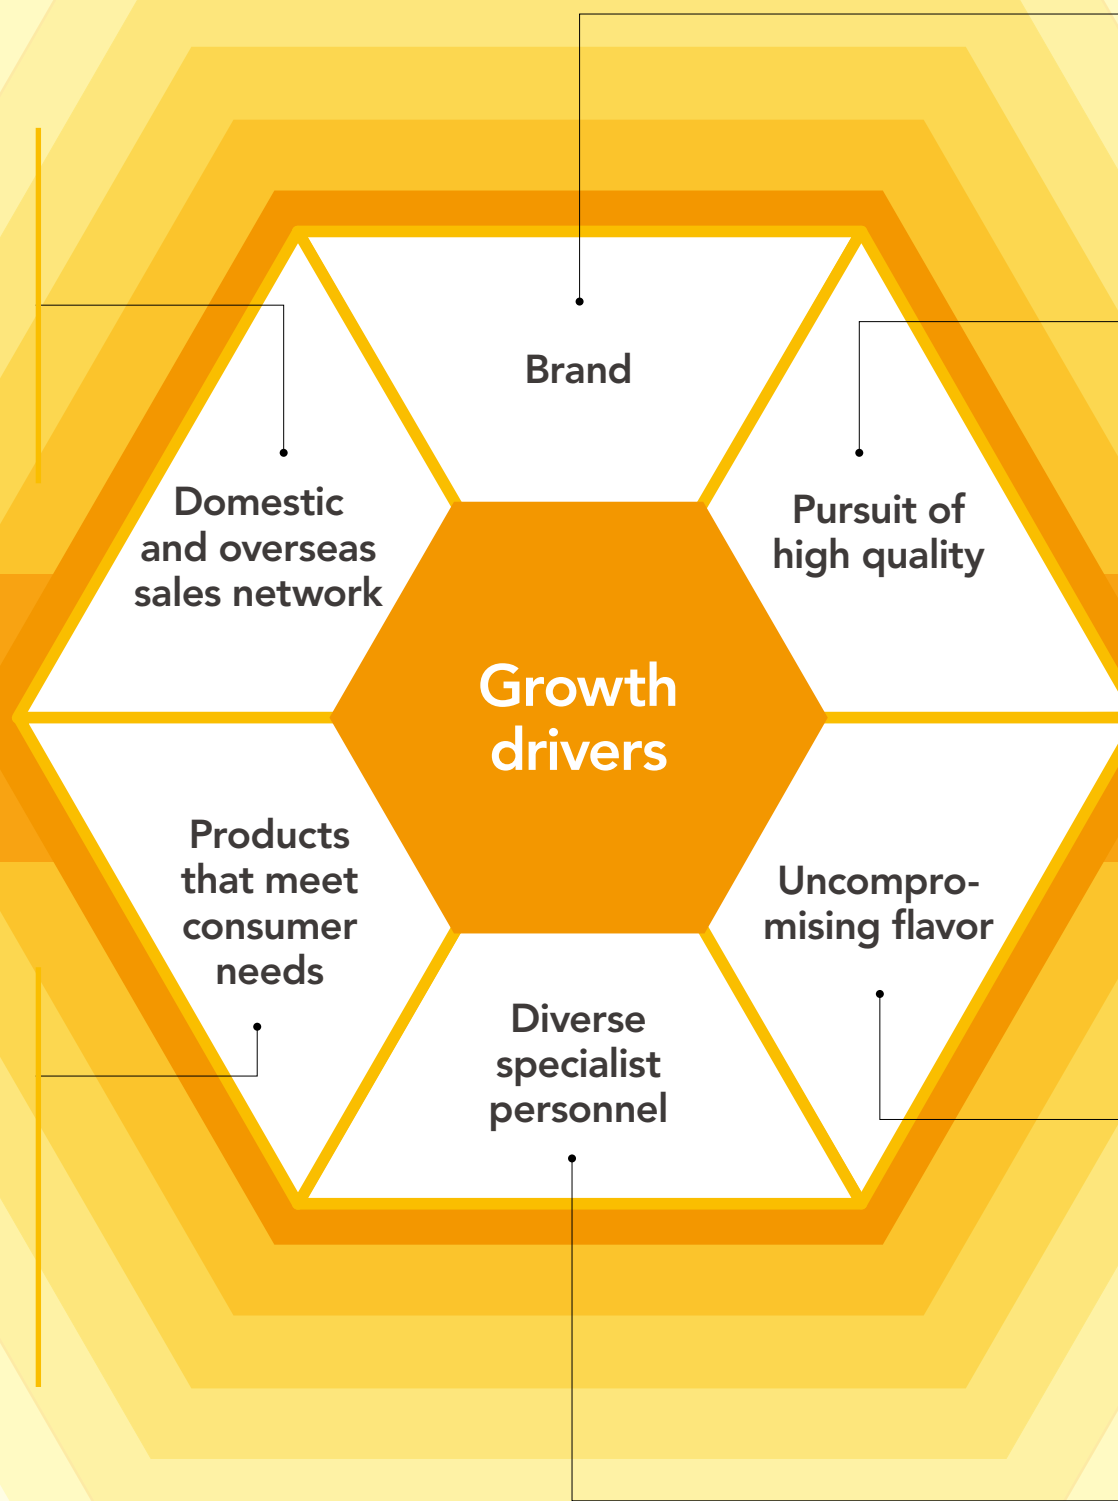 Brand
Domestic
and overseas
sales network
Pursuit of
high quality
Growth
drivers
Products
that meet
consumer
needs
Uncompro-
mising flavor
Diverse
specialist
personnel